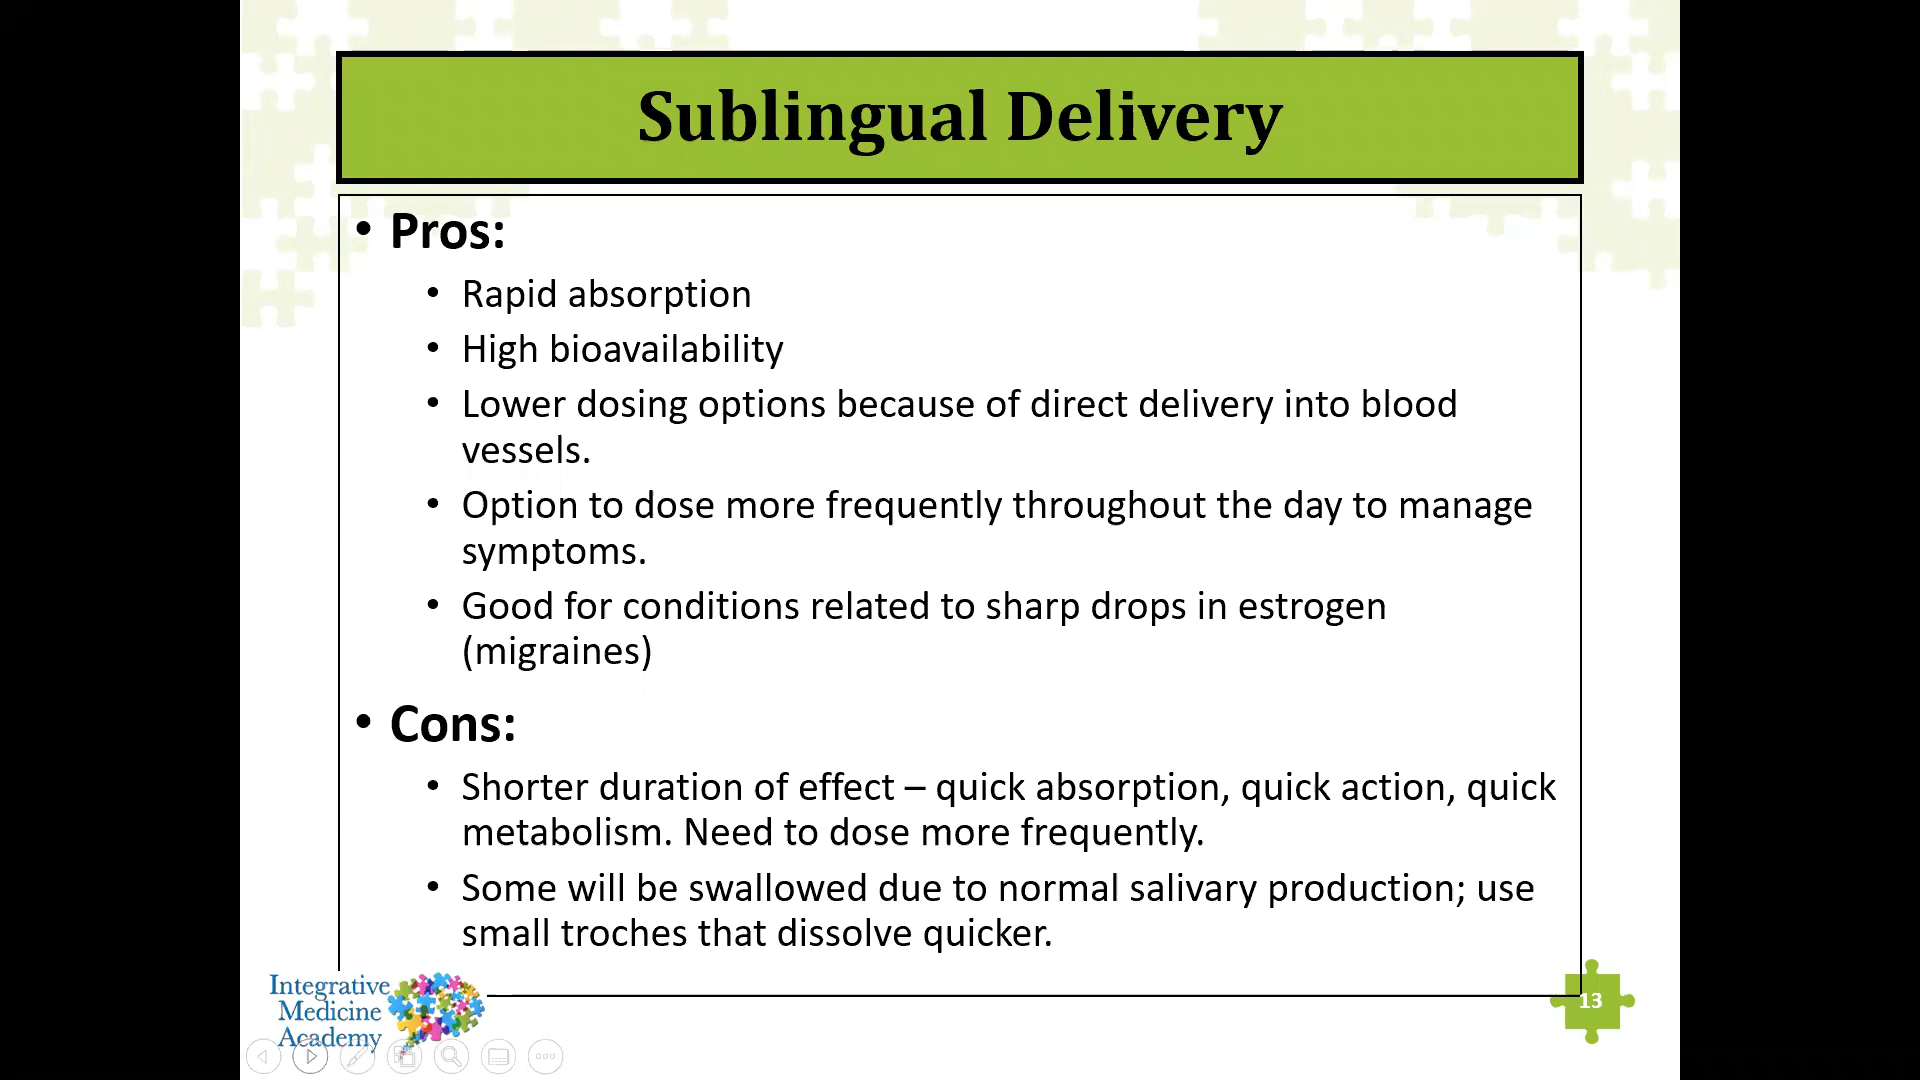 Sublingual Delivery
• Pros:
• Rapid absorption
• High bioavailability
• Lower dosing options because of direct delivery into blood
vessels.
• Option to dose more frequently throughout the day to manage
symptoms.
• Good for conditions related to sharp drops in estrogen
(migraines)
• Cons:
• Shorter duration of effect – quick absorption, quick action, quick
metabolism. Need to dose more frequently.
• Some will be swallowed due to normal salivary production; use
small troches that dissolve quicker.
Integrative
Medicine
Academy
13